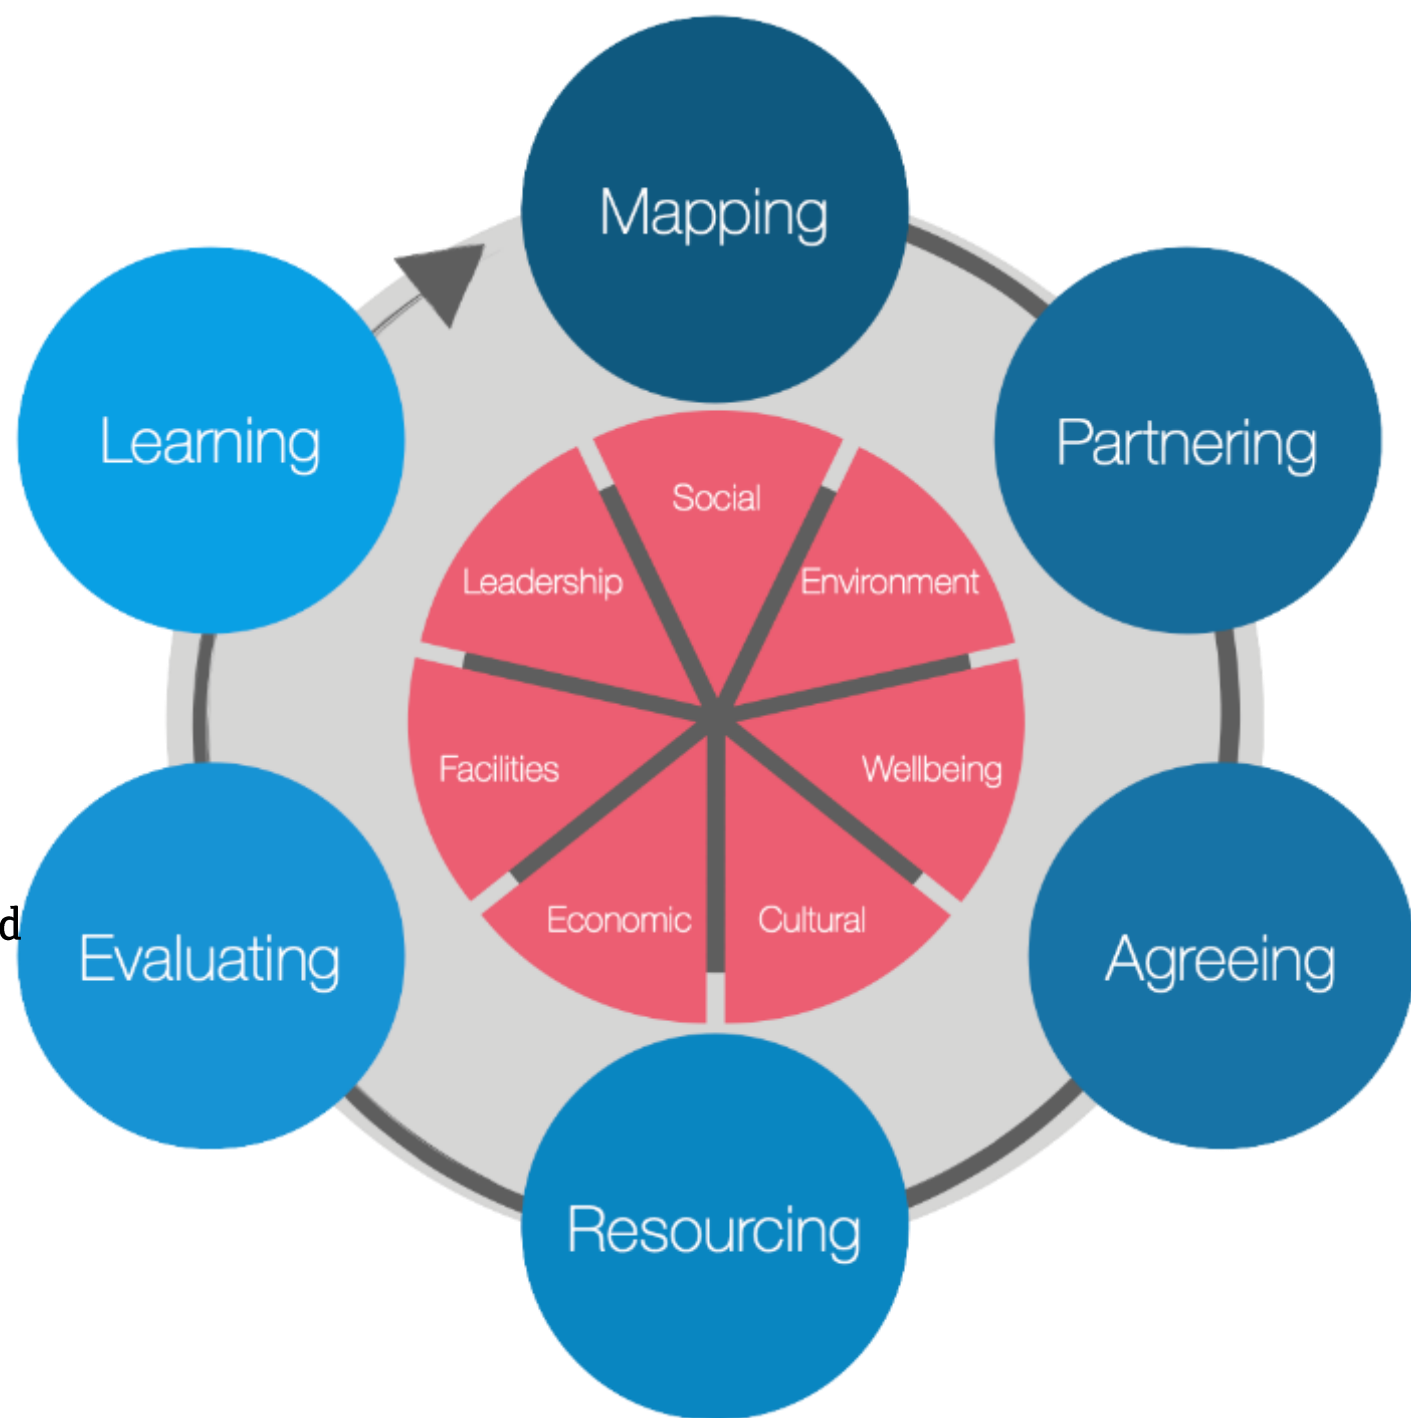 Mapping
Partnering
Learning
Social
Leadership
Environment
Facilities
Wellbeing
Economic
Cultural
d
Evaluating
Agreeing
Resourcing